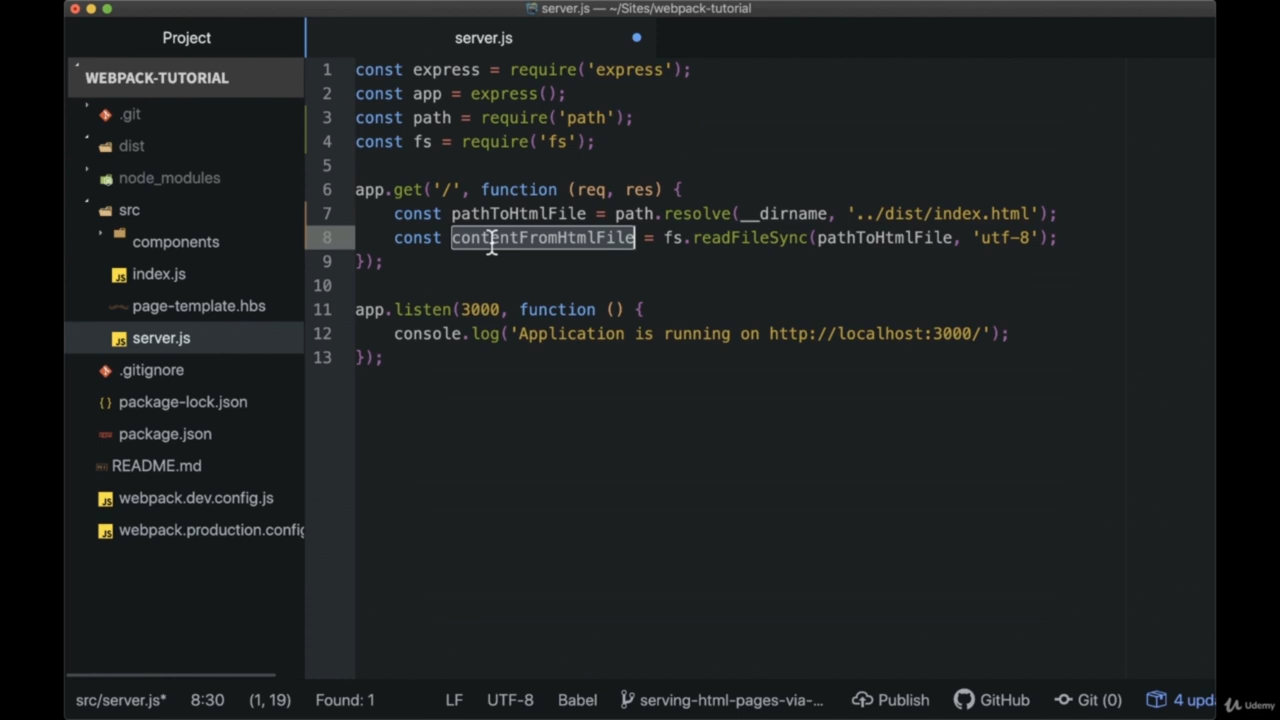 server.js — ~/Sites/webpack-tutorial
Project
server.js
WEBPACK-TUTORIAL
.git
dist
node_modules
src
components
index.js
page-template.hbs
server.js
.gitignore
package-lock.json
package.json
README.md
webpack.dev.config.js
webpack.production.config
1 const express = require('express');
2 const app = express();
3 const path = require('path');
4 const fs = require('fs');
5
6 app.get('/', function (req, res) {
7 const pathToHtmlFile = path.resolve(__dirname, '../dist/index.html');
8 const contentFromHtmlFile = fs.readFileSync(pathToHtmlFile, 'utf-8');
9 });
10
11 app.listen(3000, function () {
12 console.log('Application is running on http://localhost:3000/');
13 });
src/server.js* 8:30 (1, 19) Found: 1 LF UTF-8 Babel serving-html-pages-via-... Publish GitHub Git (0) 4 upda
Udemy